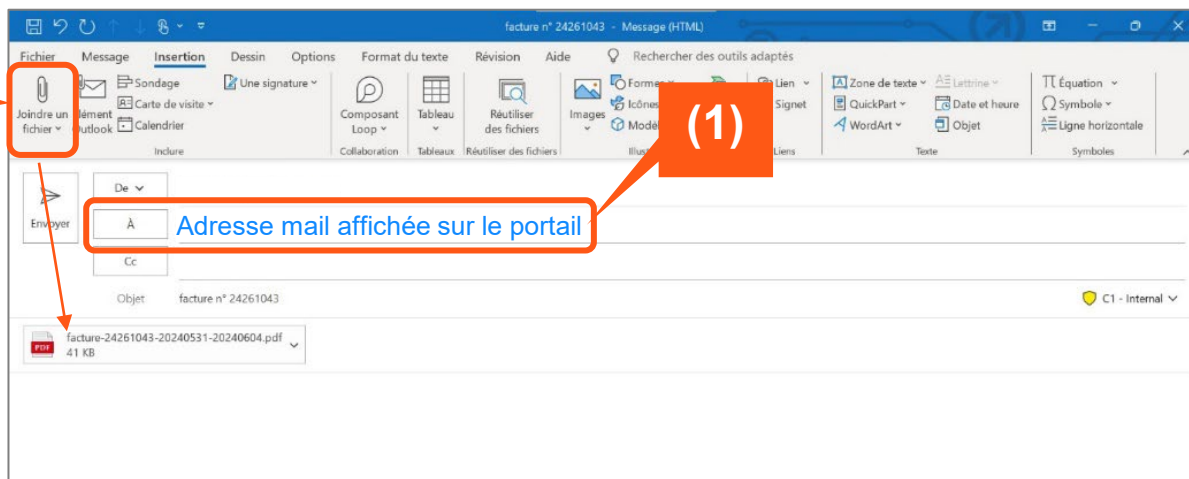 facture n° 24261043 - Message (HTML)
Fichier Message Insertion Dessin Options Format du texte Révision Aide Rechercher des outils adaptés
Joindre un fichier
Outlook
Sondage
Carte de visite
Calendrier
Une signature
Inclure
Composant Loop
Collaboration
Tableau
Tableaux
Réutiliser des fichiers
Réutiliser des fichiers
Images
Icônes
Lien
Signet
Liens
(1)
Zone de texte
QuickPart
WordArt
Lettrine
Date et heure
Objet
Texte
Équation
Symbole
Ligne horizontale
Symboles
Envoyer
De
À Adresse mail affichée sur le portail
Cc
Objet facture n° 24261043 C1 - Internal
PDF
facture-24261043-20240531-20240604.pdf
41 KB